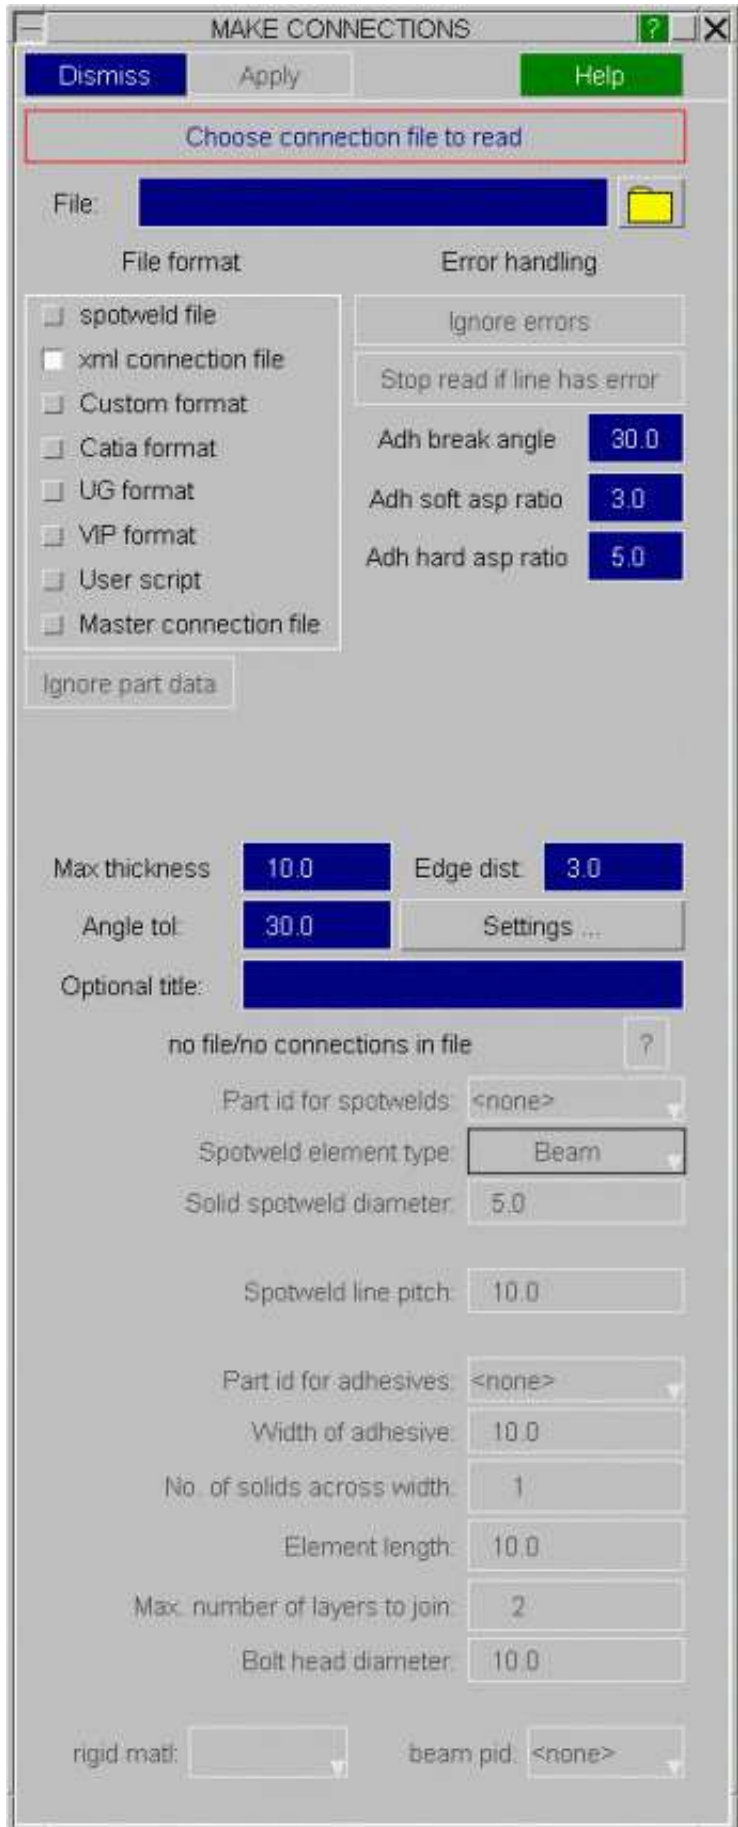 MAKE CONNECTIONS ?
Dismiss Apply Help
Choose connection file to read
File:
File format Error handling
spotweld file
Ignore errors
xml connection file
Stop read if line has error
Custom format
Adh break angle 30.0
Catia format
UG format
Adh soft asp ratio 3.0
VIP format
Adh hard asp ratio 5.0
User script
Master connection file
Ignore part data
Max thickness 10.0 Edge dist: 3.0
Angle tol: 30.0 Settings ...
Optional title:
no file/no connections in file ?
Part id for spotwelds: <none>
Spotweld element type: Beam
Solid spotweld diameter: 5.0
Spotweld line pitch: 10.0
Part id for adhesives: <none>
Width of adhesive: 10.0
No. of solids across width: 1
Element length: 10.0
Max. number of layers to join: 2
Bolt head diameter: 10.0
rigid matl: beam pid: <none>